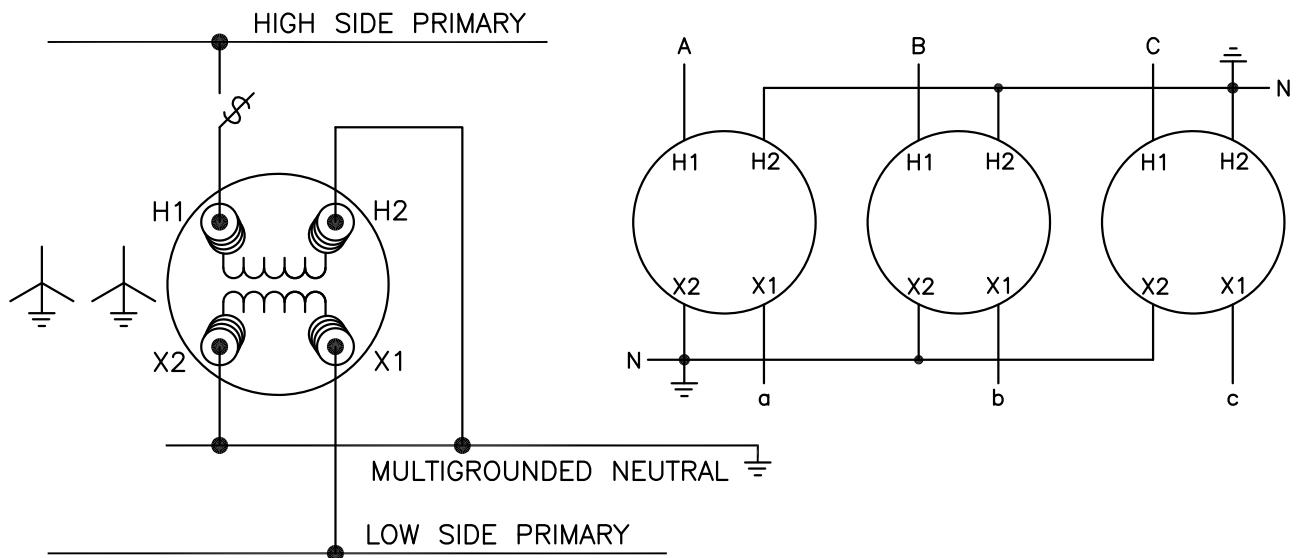 HIGH SIDE PRIMARY
H1 H2
X2 X1
MULTIGROUNDED NEUTRAL
LOW SIDE PRIMARY
A B C
N
H1 H2 H1 H2 H1 H2
X2 X1 X2 X1 X2 X1
N
a b c